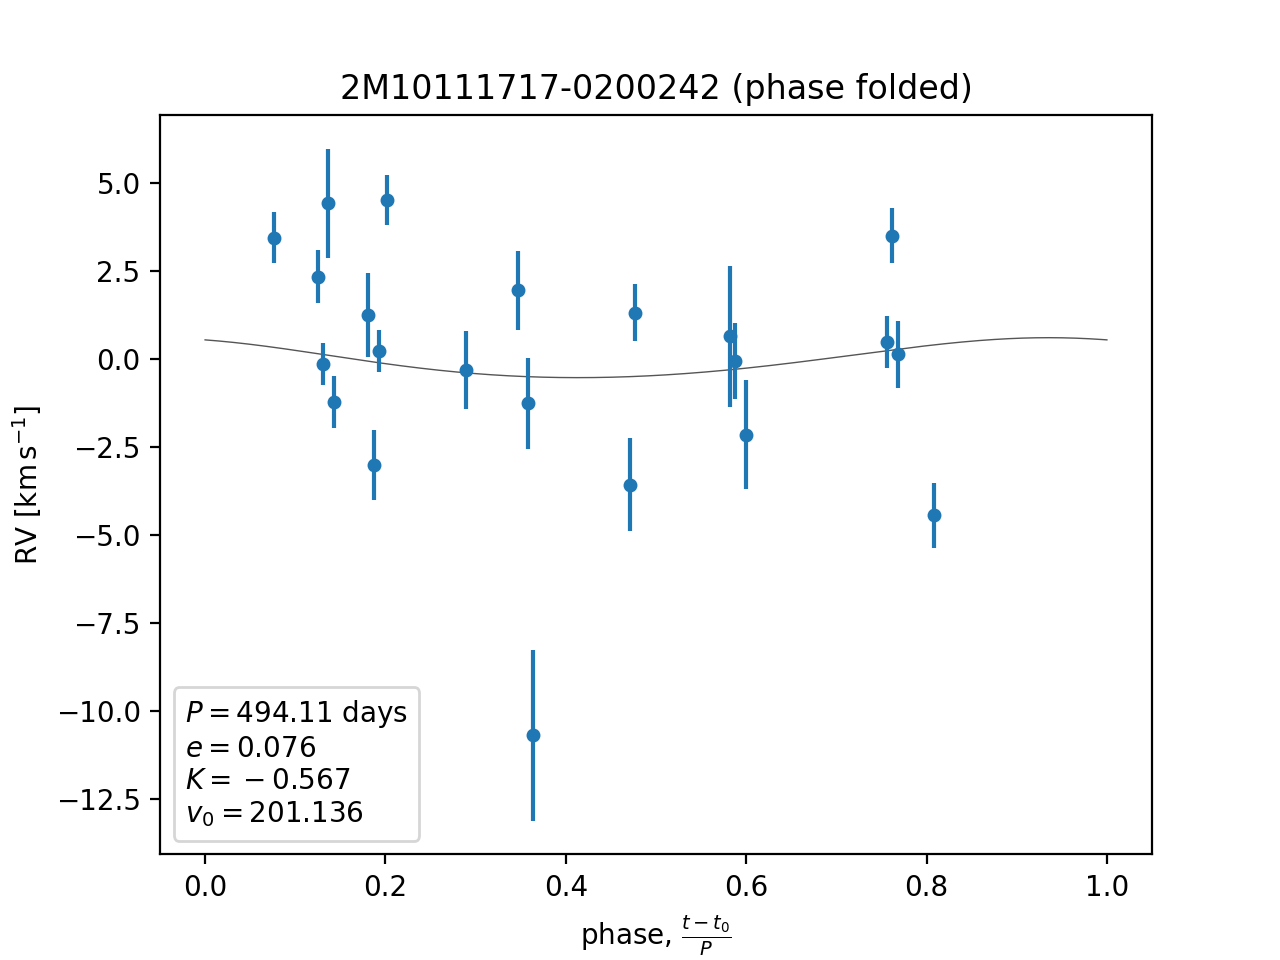 2M10111717-0200242 (phase folded)
RV [km s⁻¹]
5.0
2.5
0.0
−2.5
−5.0
−7.5
−10.0
−12.5
P = 494.11 days
e = 0.076
K = −0.567
v₀ = 201.136
0.0 0.2 0.4 0.6 0.8 1.0
phase, (t − t₀)/P